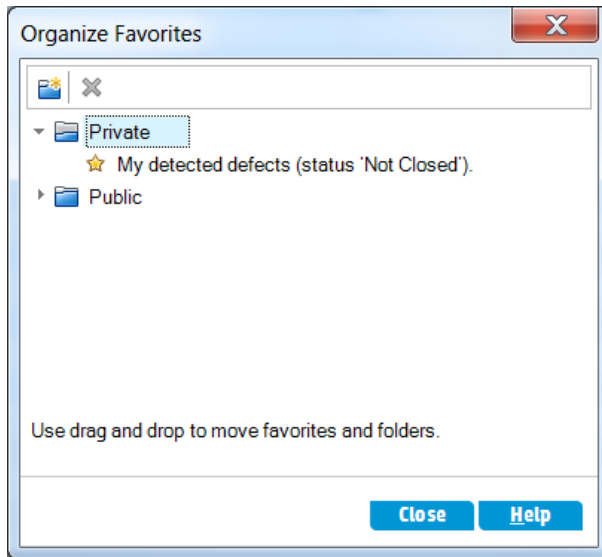 Organize Favorites
Private
My detected defects (status 'Not Closed').
Public
Use drag and drop to move favorites and folders.
Close Help